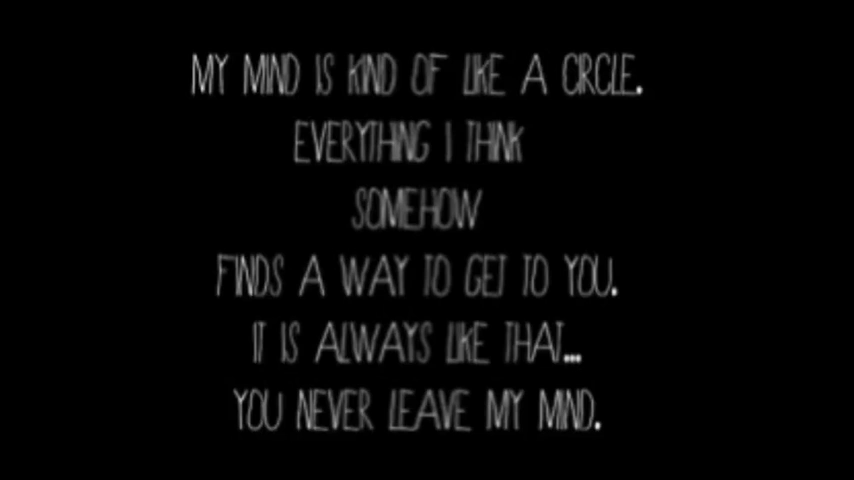 MY MIND IS KIND OF LIKE A CIRCLE.
EVERYTHING I THINK
SOMEHOW
FINDS A WAY TO GET TO YOU.
IT IS ALWAYS LIKE THAT...
YOU NEVER LEAVE MY MIND.